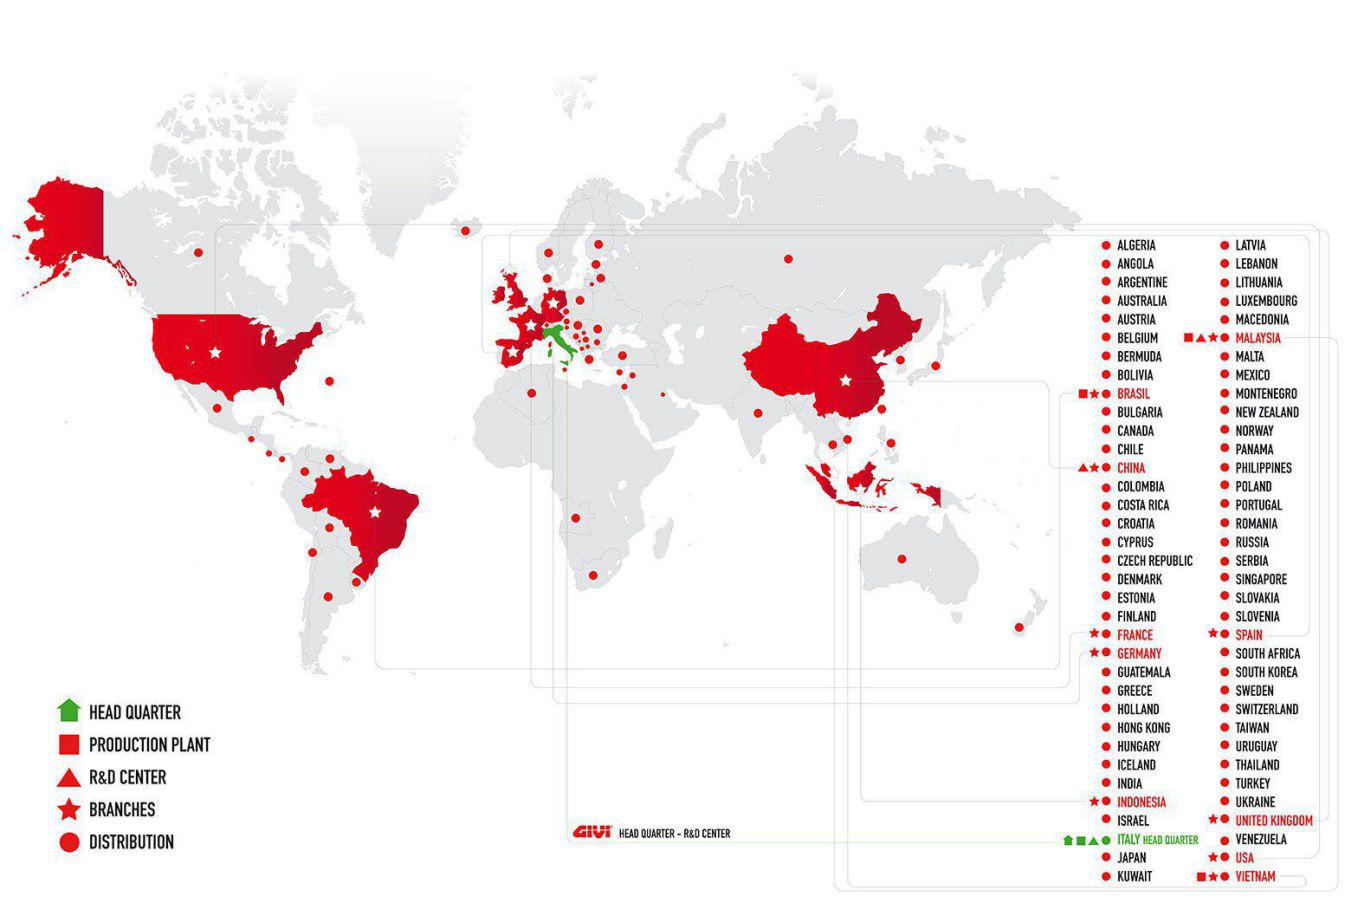 ALGERIA
ANGOLA
ARGENTINE
AUSTRALIA
AUSTRIA
BELGIUM
BERMUDA
BOLIVIA
BRASIL
BULGARIA
CANADA
CHILE
CHINA
COLOMBIA
COSTA RICA
CROATIA
CYPRUS
CZECH REPUBLIC
DENMARK
ESTONIA
FINLAND
FRANCE
GERMANY
GUATEMALA
GREECE
HOLLAND
HONG KONG
HUNGARY
ICELAND
INDIA
INDONESIA
ISRAEL
ITALY HEAD QUARTER
JAPAN
KUWAIT
LATVIA
LEBANON
LITHUANIA
LUXEMBOURG
MACEDONIA
MALAYSIA
MALTA
MEXICO
MONTENEGRO
NEW ZEALAND
NORWAY
PANAMA
PHILIPPINES
POLAND
PORTUGAL
ROMANIA
RUSSIA
SERBIA
SINGAPORE
SLOVAKIA
SLOVENIA
SPAIN
SOUTH AFRICA
SOUTH KOREA
SWEDEN
SWITZERLAND
TAIWAN
URUGUAY
THAILAND
TURKEY
UKRAINE
UNITED KINGDOM
VENEZUELA
USA
VIETNAM
HEAD QUARTER
PRODUCTION PLANT
R&D CENTER
BRANCHES
DISTRIBUTION
GIVI HEAD QUARTER - R&D CENTER